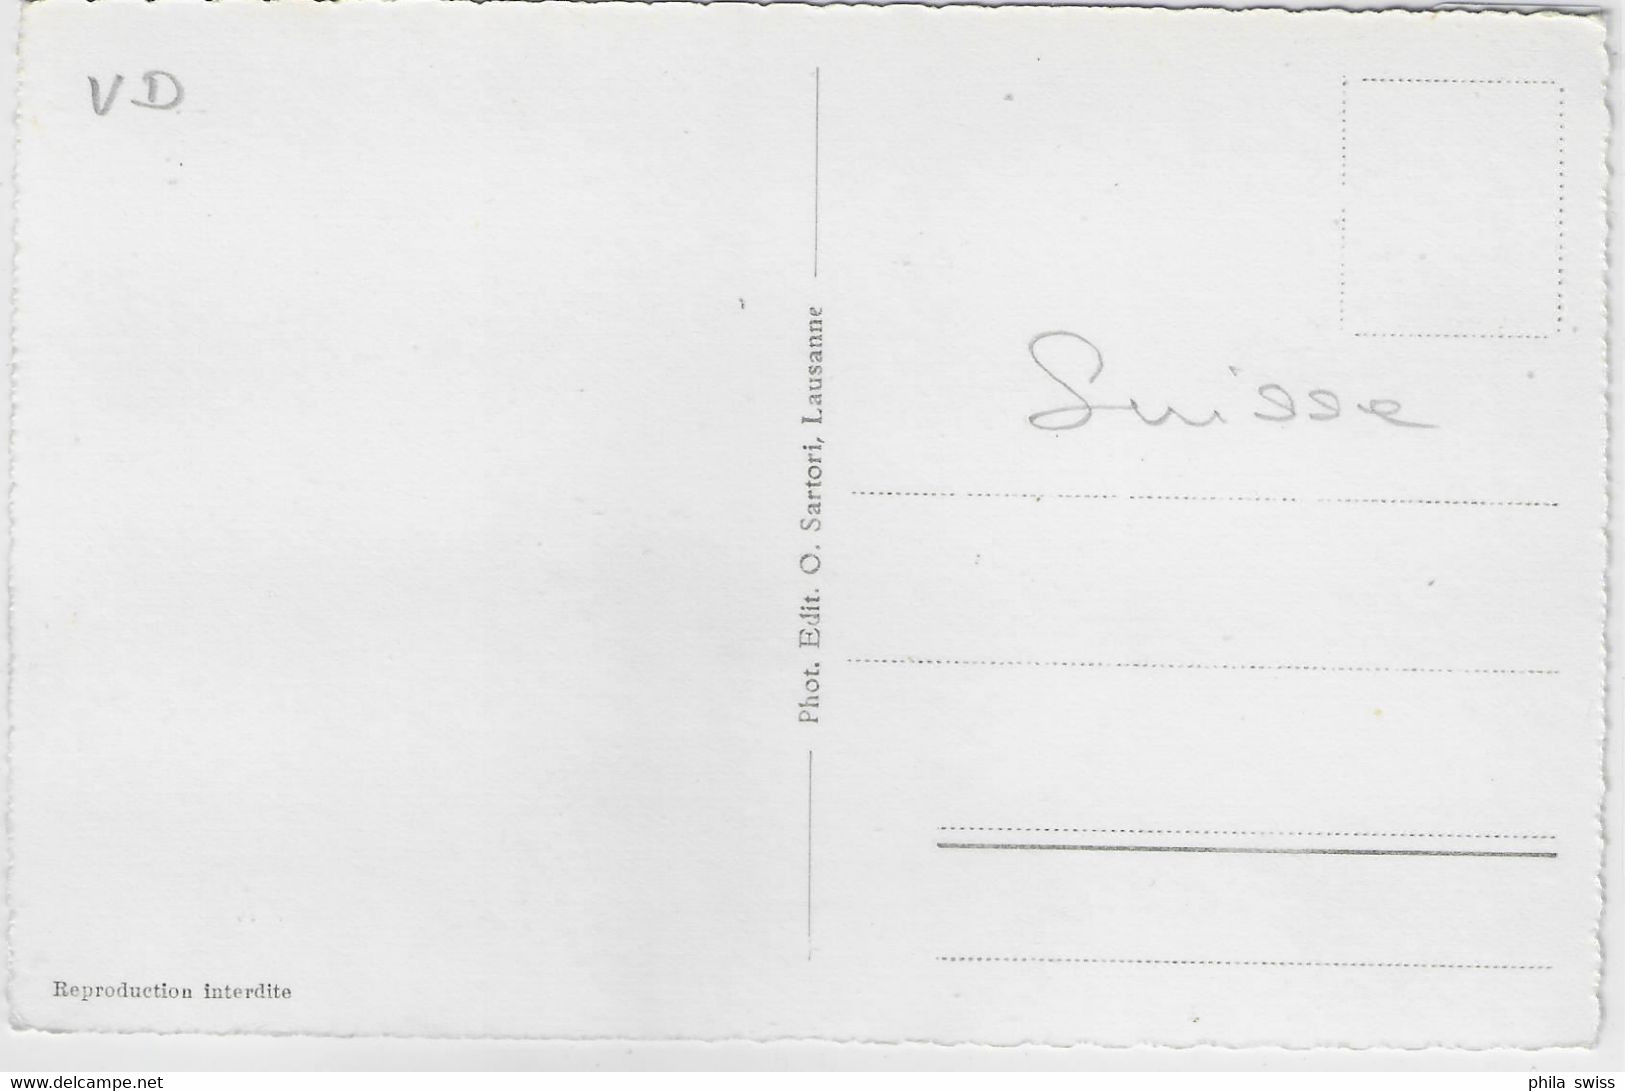 VD
Phot. Edit. O. Sartori, Lausanne
Suisse
Reproduction interdite
www.delcampe.net
phila swiss